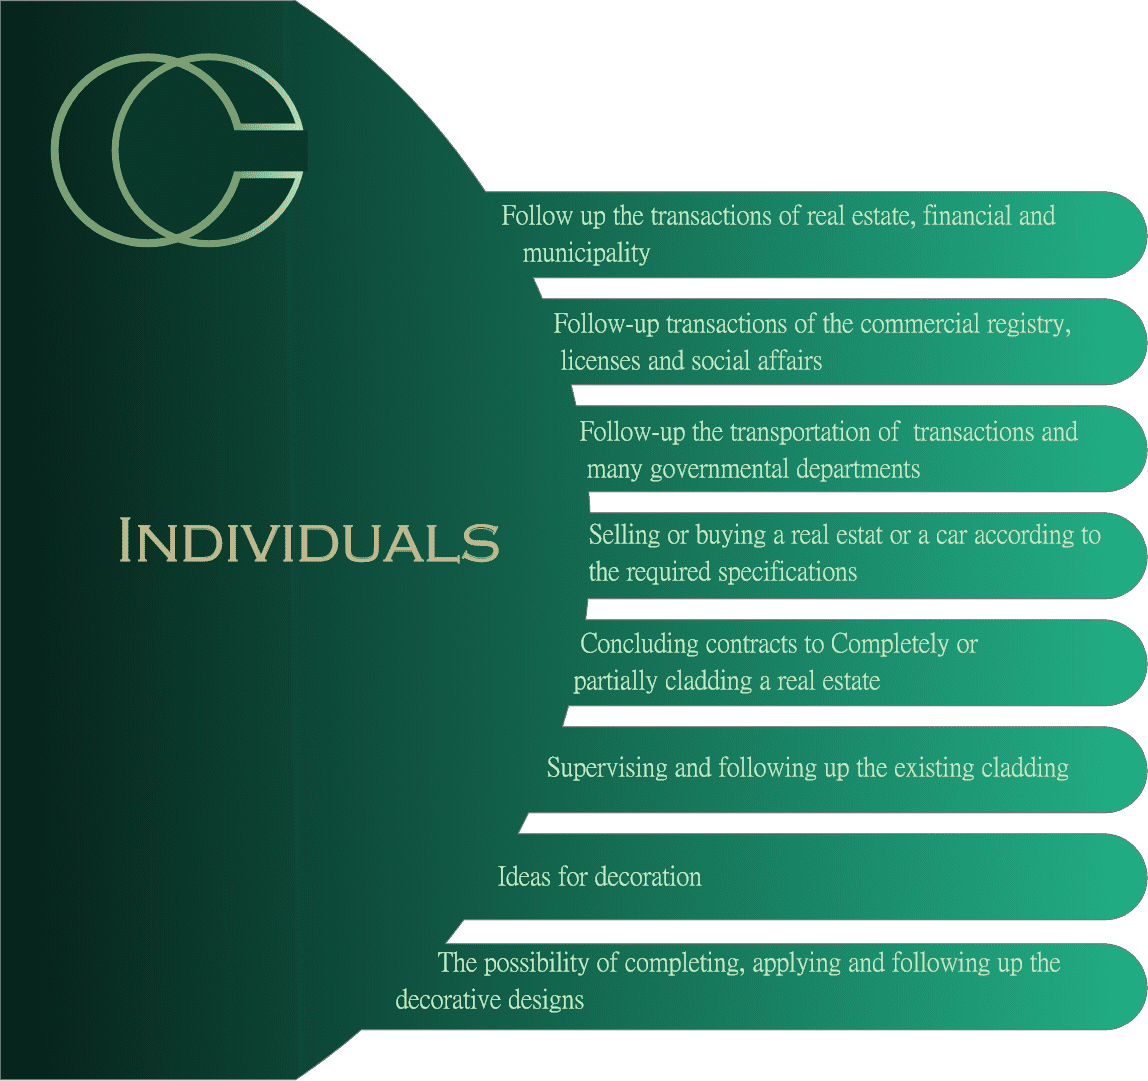 Follow up the transactions of real estate, financial and
municipality
Follow-up transactions of the commercial registry,
licenses and social affairs
Follow-up the transportation of  transactions and
many governmental departments
INDIVIDUALS
Selling or buying a real estat or a car according to
the required specifications
Concluding contracts to Completely or
partially cladding a real estate
Supervising and following up the existing cladding
Ideas for decoration
The possibility of completing, applying and following up the
decorative designs